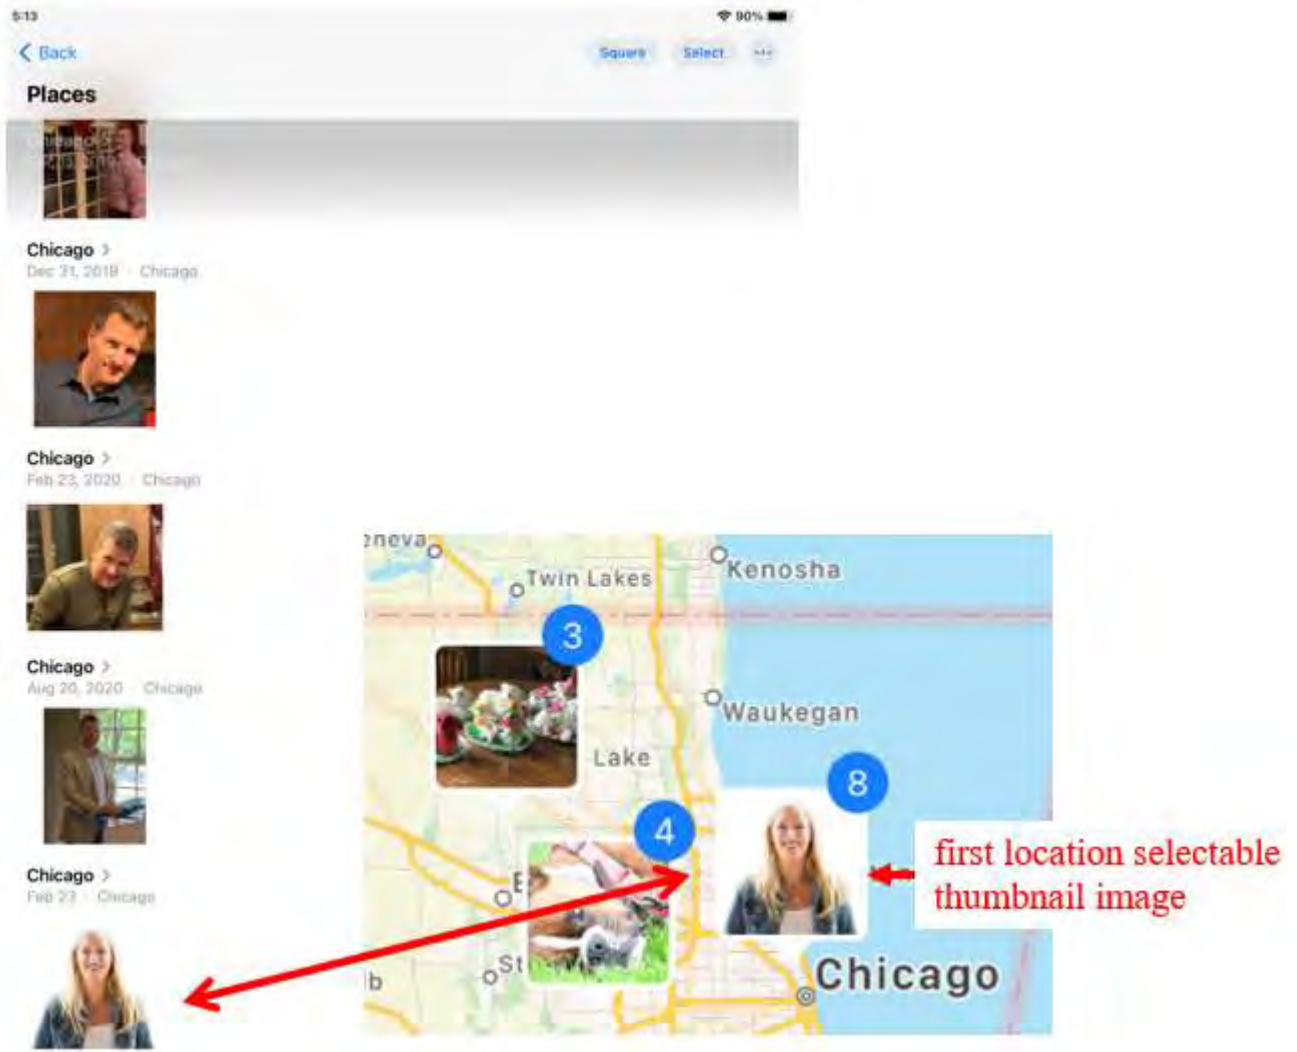 5:13
90%
Back
Square Select ...
Places
Chicago >
Dec 31, 2019 · Chicago
Chicago >
Feb 23, 2020 · Chicago
Chicago >
Aug 20, 2020 · Chicago
Chicago >
Feb 23 · Chicago
eneva
Twin Lakes
Kenosha
3
Waukegan
Lake
8
4
first location selectable
thumbnail image
E
St
b
Chicago